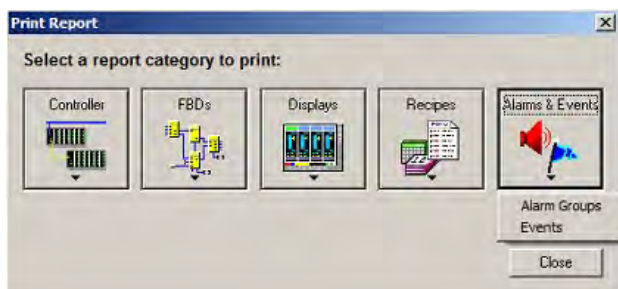 Print Report
Select a report category to print:
Controller
FBDs
Displays
Recipes
Alarms & Events
Alarm Groups
Events
Close